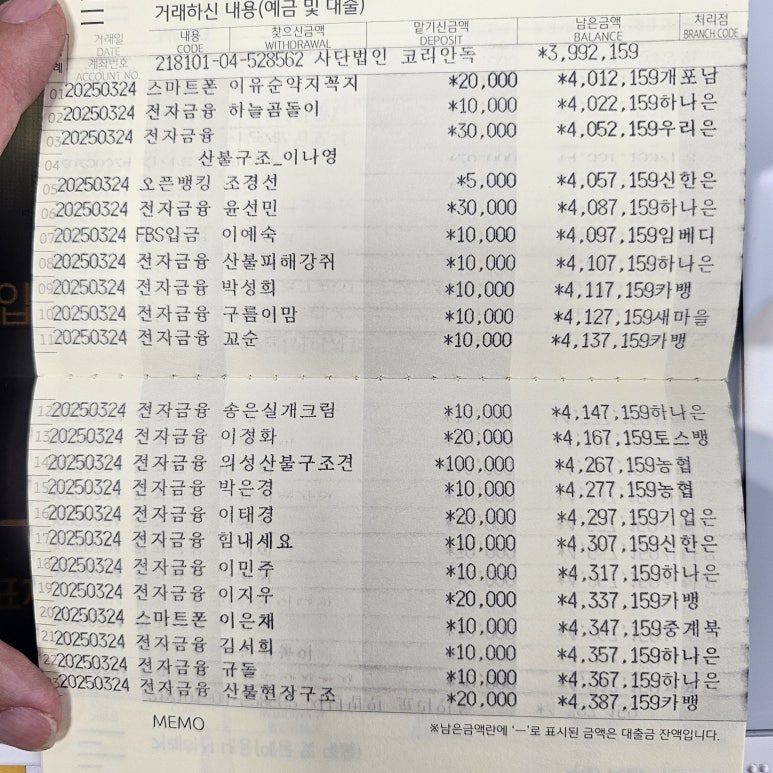 거래하신 내용(예금 및 대출)
거래일 내용 찾으신금액 맡기신금액 남은금액 처리점
DATE CODE WITHDRAWAL DEPOSIT BALANCE BRANCH CODE
계좌번호 218101-04-528562 사단법인 코리안독 *3,992,159
ACCOUNT NO.
01 20250324 스마트폰 이유순약지꼭지 *20,000 *4,012,159개포남
02 20250324 전자금융 하늘곰돌이 *10,000 *4,022,159하나은
03 20250324 전자금융 *30,000 *4,052,159우리은
04 산불구조_이나영
05 20250324 오픈뱅킹 조경선 *5,000 *4,057,159신한은
06 20250324 전자금융 윤선민 *30,000 *4,087,159하나은
07 20250324 FBS입금 이예숙 *10,000 *4,097,159임베디
08 20250324 전자금융 산불피해강쥐 *10,000 *4,107,159하나은
09 20250324 전자금융 박성희 *10,000 *4,117,159카뱅
10 20250324 전자금융 구름이맘 *10,000 *4,127,159새마을
11 20250324 전자금융 꼬순 *10,000 *4,137,159카뱅
12 20250324 전자금융 송은실개크림 *10,000 *4,147,159하나은
13 20250324 전자금융 이정화 *20,000 *4,167,159토스뱅
14 20250324 전자금융 의성산불구조견 *100,000 *4,267,159농협
15 20250324 전자금융 박은경 *10,000 *4,277,159농협
16 20250324 전자금융 이태경 *20,000 *4,297,159기업은
17 20250324 전자금융 힘내세요 *10,000 *4,307,159신한은
18 20250324 전자금융 이민주 *10,000 *4,317,159하나은
19 20250324 전자금융 이지우 *20,000 *4,337,159카뱅
20 20250324 스마트폰 이은채 *10,000 *4,347,159중계북
21 20250324 전자금융 김서희 *10,000 *4,357,159하나은
22 20250324 전자금융 규돌 *10,000 *4,367,159하나은
20250324 전자금융 산불현장구조 *20,000 *4,387,159카뱅
MEMO ※남은금액란에 '—'로 표시된 금액은 대출금 잔액입니다.